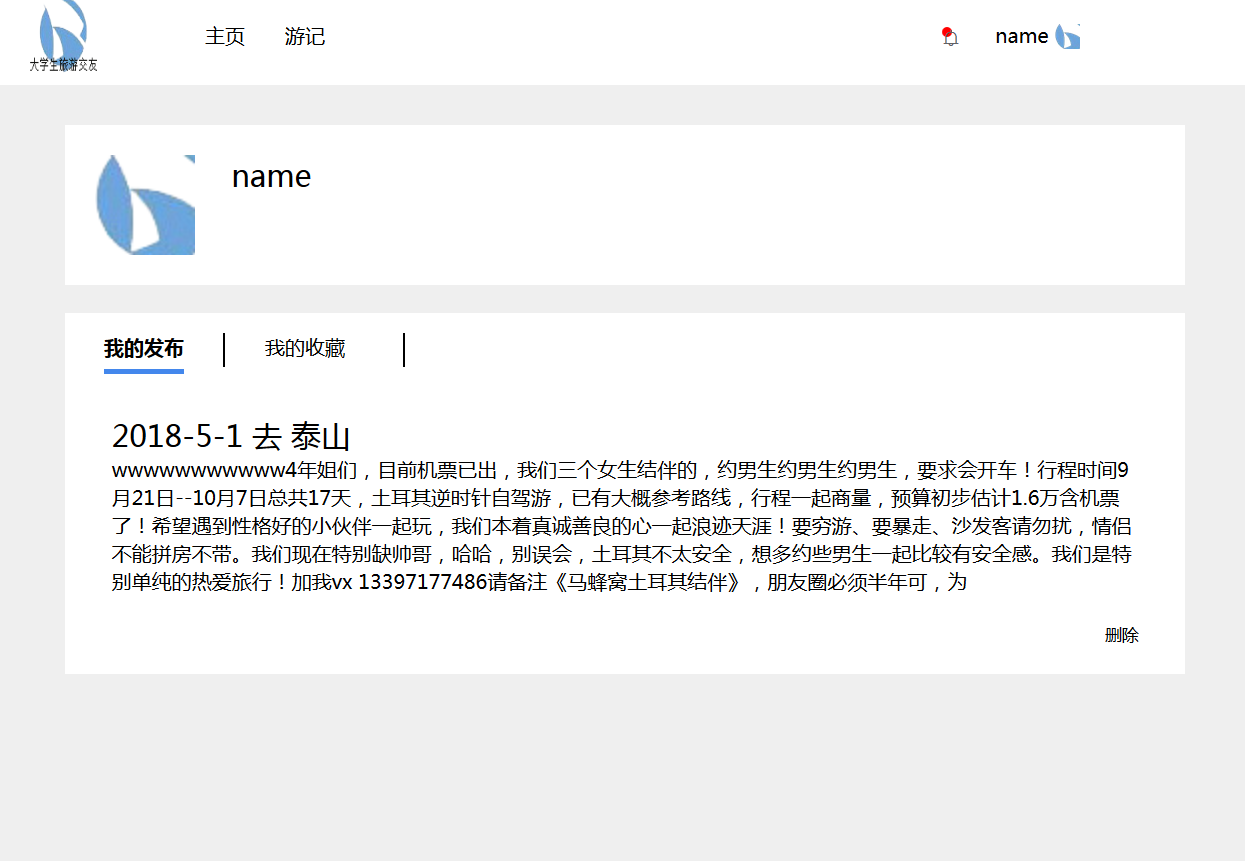 大学生旅游交友
主页 游记 name
name
我的发布 我的收藏
2018-5-1 去 泰山
wwwwwwwwwww4年姐们，目前机票已出，我们三个女生结伴的，约男生约男生约男生，要求会开车！行程时间9
月21日--10月7日总共17天，土耳其逆时针自驾游，已有大概参考路线，行程一起商量，预算初步估计1.6万含机票
了！希望遇到性格好的小伙伴一起玩，我们本着真诚善良的心一起浪迹天涯！要穷游、要暴走、沙发客请勿扰，情侣
不能拼房不带。我们现在特别缺帅哥，哈哈，别误会，土耳其不太安全，想多约些男生一起比较有安全感。我们是特
别单纯的热爱旅行！加我vx 13397177486请备注《马蜂窝土耳其结伴》，朋友圈必须半年可，为
删除